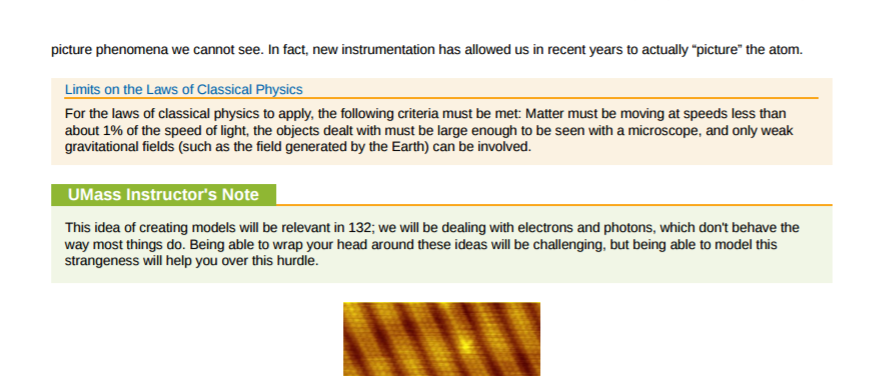 picture phenomena we cannot see. In fact, new instrumentation has allowed us in recent years to actually “picture” the atom.
Limits on the Laws of Classical Physics
For the laws of classical physics to apply, the following criteria must be met: Matter must be moving at speeds less than
about 1% of the speed of light, the objects dealt with must be large enough to be seen with a microscope, and only weak
gravitational fields (such as the field generated by the Earth) can be involved.
UMass Instructor's Note
This idea of creating models will be relevant in 132; we will be dealing with electrons and photons, which don't behave the
way most things do. Being able to wrap your head around these ideas will be challenging, but being able to model this
strangeness will help you over this hurdle.